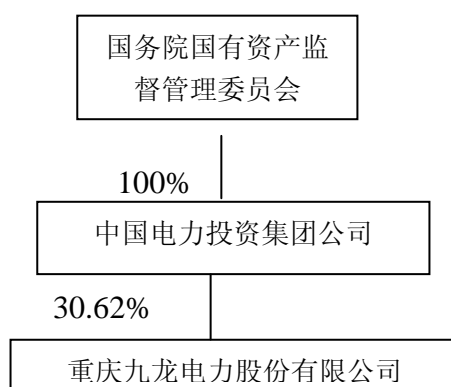 国务院国有资产监
督管理委员会
100%
中国电力投资集团公司
30.62%
重庆九龙电力股份有限公司